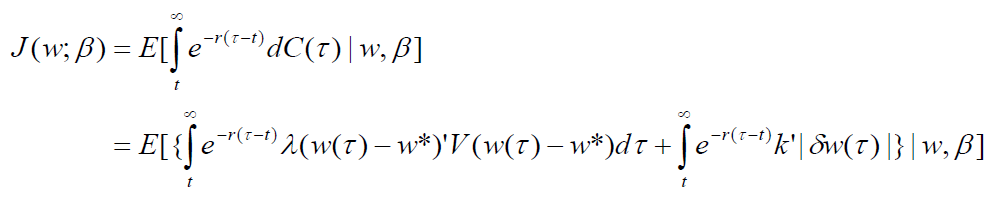 J(w; β) = E[∫_t^∞ e^{-r(τ-t)} dC(τ) | w, β]
= E[{∫_t^∞ e^{-r(τ-t)} λ(w(τ) − w*)'V(w(τ) − w*)dτ + ∫_t^∞ e^{-r(τ-t)} k'| δw(τ) |} | w, β]